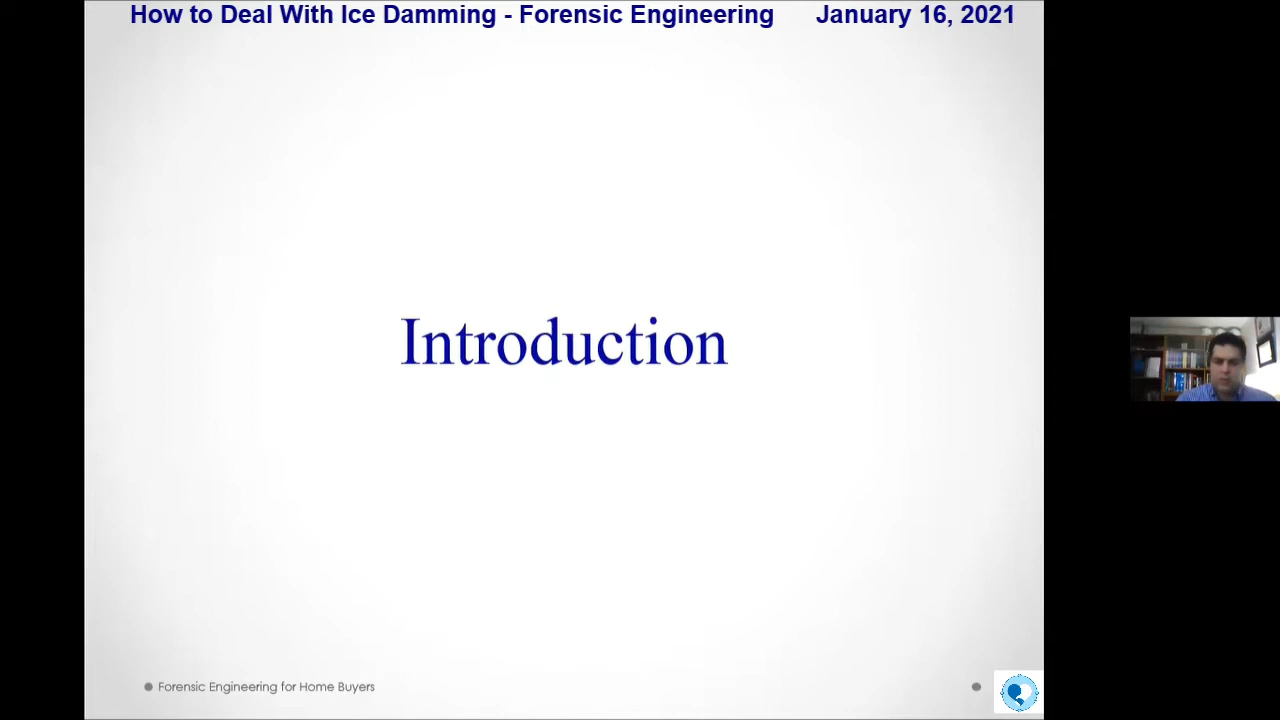 How to Deal With Ice Damming - Forensic Engineering January 16, 2021
Introduction
Forensic Engineering for Home Buyers